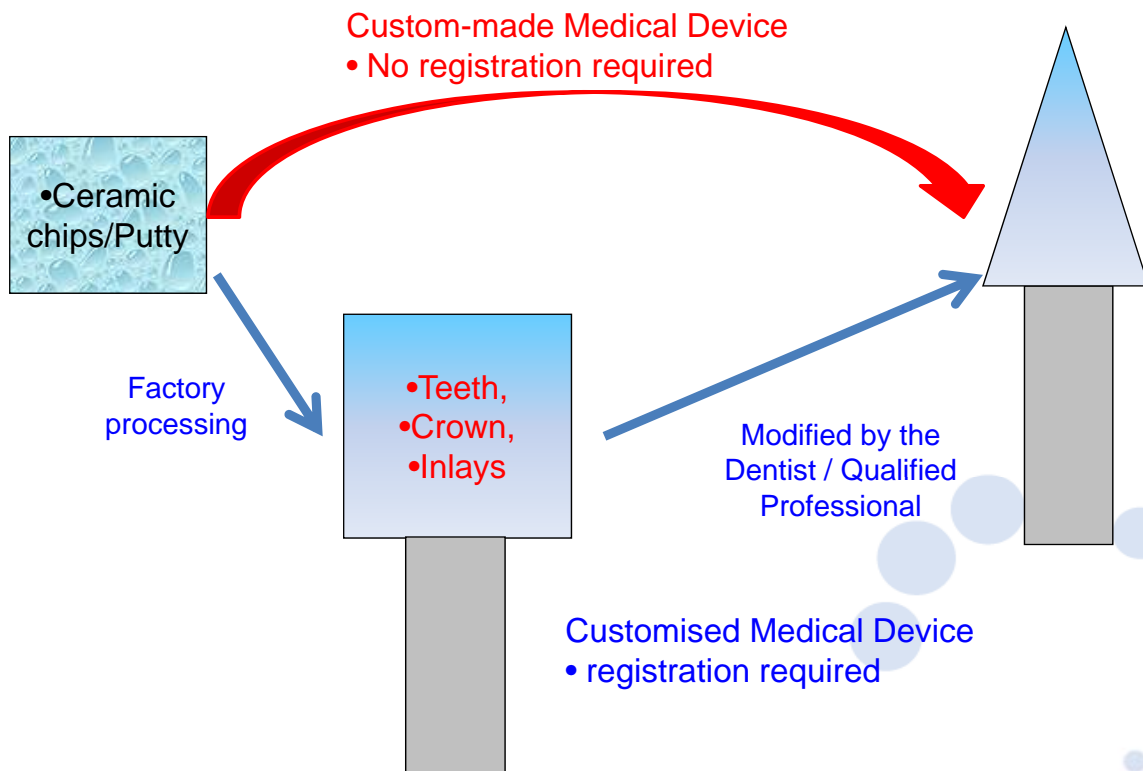 Custom-made Medical Device
• No registration required
•Ceramic
chips/Putty
Factory
processing
•Teeth,
•Crown,
•Inlays
Modified by the
Dentist / Qualified
Professional
Customised Medical Device
• registration required